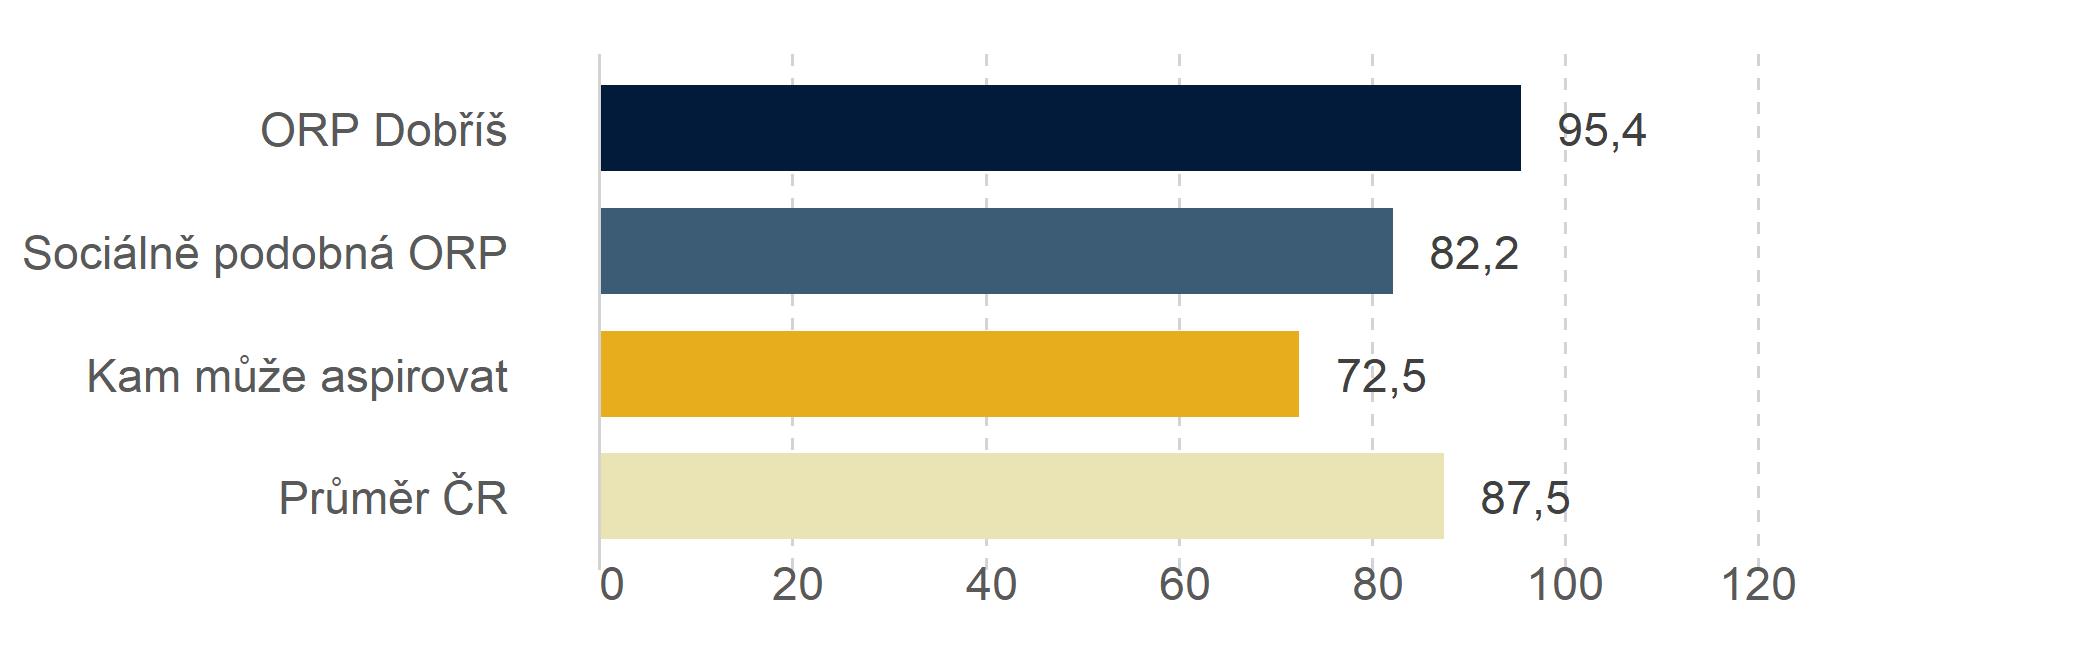 ORP Dobříš 95,4
Sociálně podobná ORP 82,2
Kam může aspirovat 72,5
Průměr ČR 87,5
0 20 40 60 80 100 120